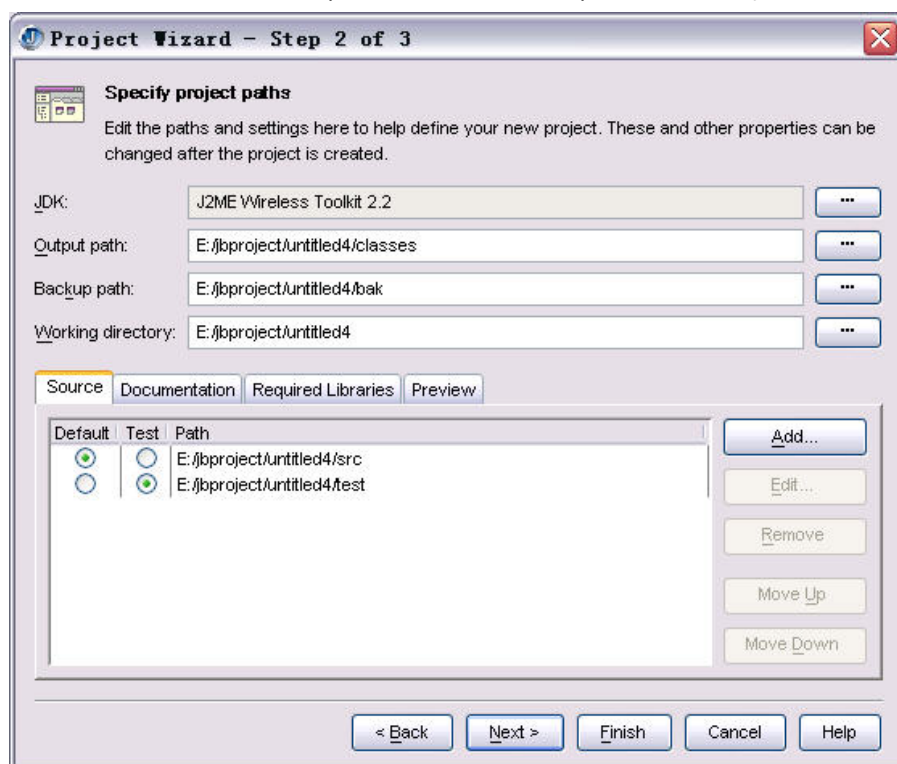 Project Wizard - Step 2 of 3
Specify project paths
Edit the paths and settings here to help define your new project. These and other properties can be
changed after the project is created.
JDK: J2ME Wireless Toolkit 2.2 ...
Output path: E:/jbproject/untitled4/classes ...
Backup path: E:/jbproject/untitled4/bak ...
Working directory: E:/jbproject/untitled4 ...
Source Documentation Required Libraries Preview
Default Test Path
E:/jbproject/untitled4/src
E:/jbproject/untitled4/test
Add...
Edit...
Remove
Move Up
Move Down
< Back Next > Finish Cancel Help